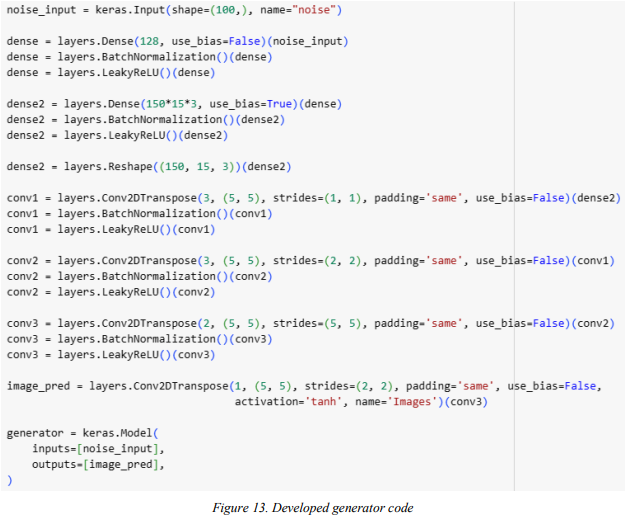 noise_input = keras.Input(shape=(100,), name="noise")
dense = layers.Dense(128, use_bias=False)(noise_input)
dense = layers.BatchNormalization()(dense)
dense = layers.LeakyReLU()(dense)
dense2 = layers.Dense(150*15*3, use_bias=True)(dense)
dense2 = layers.BatchNormalization()(dense2)
dense2 = layers.LeakyReLU()(dense2)
dense2 = layers.Reshape((150, 15, 3))(dense2)
conv1 = layers.Conv2DTranspose(3, (5, 5), strides=(1, 1), padding='same', use_bias=False)(dense2)
conv1 = layers.BatchNormalization()(conv1)
conv1 = layers.LeakyReLU()(conv1)
conv2 = layers.Conv2DTranspose(3, (5, 5), strides=(2, 2), padding='same', use_bias=False)(conv1)
conv2 = layers.BatchNormalization()(conv2)
conv2 = layers.LeakyReLU()(conv2)
conv3 = layers.Conv2DTranspose(2, (5, 5), strides=(5, 5), padding='same', use_bias=False)(conv2)
conv3 = layers.BatchNormalization()(conv3)
conv3 = layers.LeakyReLU()(conv3)
image_pred = layers.Conv2DTranspose(1, (5, 5), strides=(2, 2), padding='same', use_bias=False,
activation='tanh', name='Images')(conv3)
generator = keras.Model(
inputs=[noise_input],
outputs=[image_pred],
)
Figure 13. Developed generator code